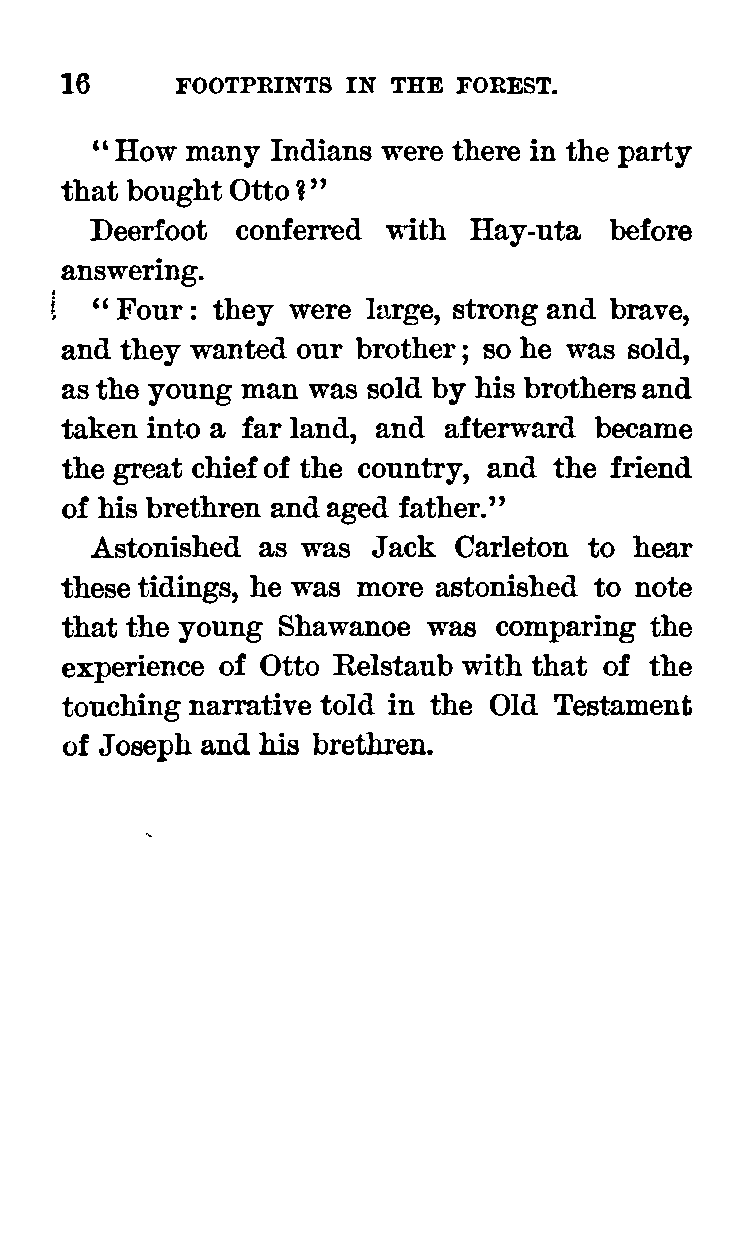 16 FOOTPRINTS IN THE FOREST.
“How many Indians were there in the party
that bought Otto?”
Deerfoot conferred with Hay-uta before
answering.
“Four: they were large, strong and brave,
and they wanted our brother; so he was sold,
as the young man was sold by his brothers and
taken into a far land, and afterward became
the great chief of the country, and the friend
of his brethren and aged father.”
Astonished as was Jack Carleton to hear
these tidings, he was more astonished to note
that the young Shawanoe was comparing the
experience of Otto Relstaub with that of the
touching narrative told in the Old Testament
of Joseph and his brethren.